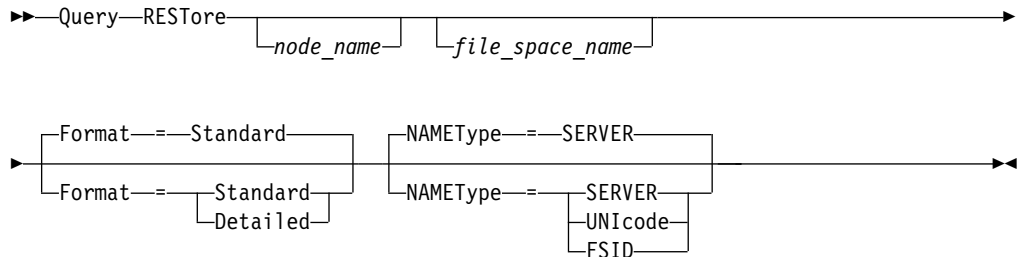 Query RESTore
node_name file_space_name
Format = Standard NAMEType = SERVER
Format = Standard NAMEType = SERVER
Detailed UNIcode
FSID